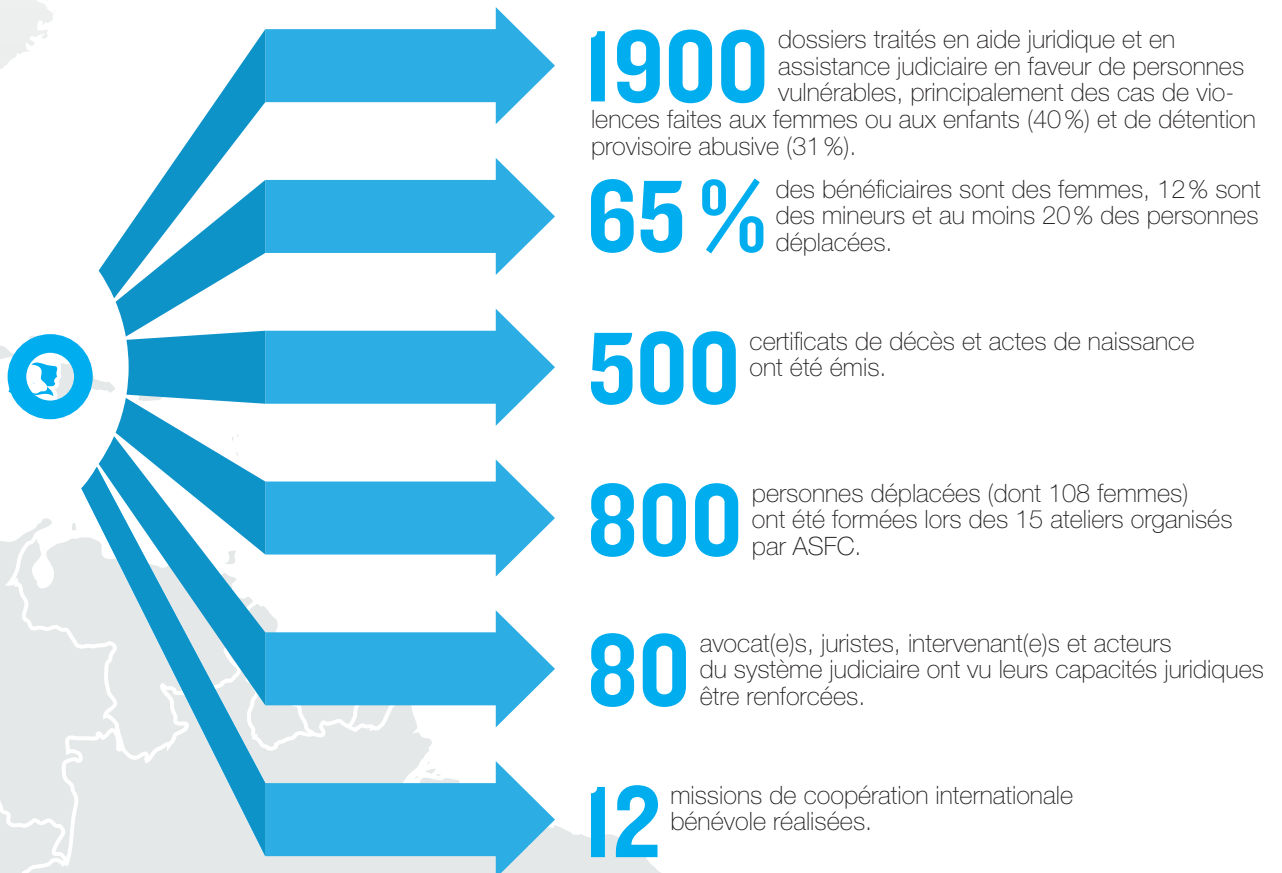 1900 dossiers traités en aide juridique et en
assistance judiciaire en faveur de personnes
vulnérables, principalement des cas de vio-
lences faites aux femmes ou aux enfants (40 %) et de détention
provisoire abusive (31 %).
65 % des bénéficiaires sont des femmes, 12 % sont
des mineurs et au moins 20 % des personnes
déplacées.
500 certificats de décès et actes de naissance
ont été émis.
800 personnes déplacées (dont 108 femmes)
ont été formées lors des 15 ateliers organisés
par ASFC.
80 avocat(e)s, juristes, intervenant(e)s et acteurs
du système judiciaire ont vu leurs capacités juridiques
être renforcées.
12 missions de coopération internationale
bénévole réalisées.